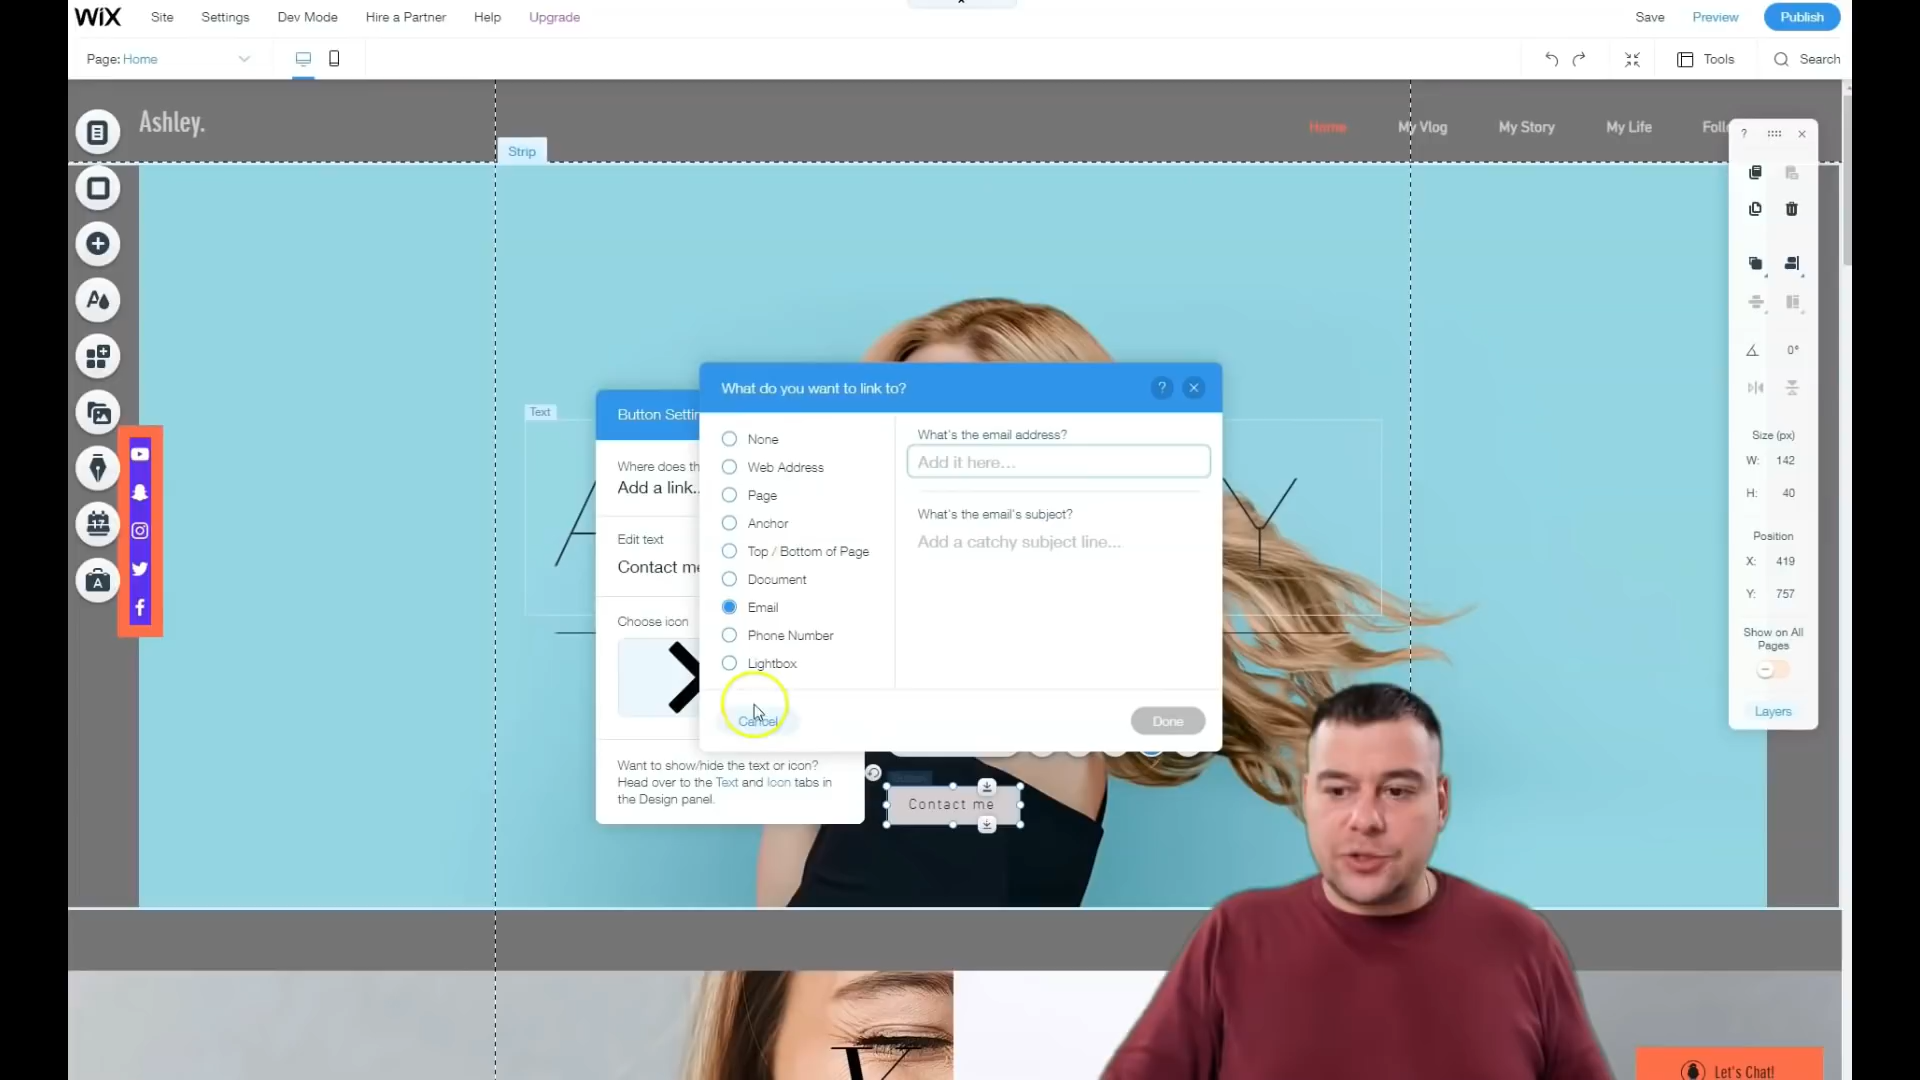 WiX
Site
Settings
Dev Mode
Hire a Partner
Help
Upgrade
Save
Preview
Publish
Page: Home
Tools
Search
Ashley.
Home
My Vlog
My Story
My Life
Foll
Strip
?
What do you want to link to?
?
Text
Button Settin
None
Web Address
Page
Anchor
Top / Bottom of Page
Document
Email
Phone Number
Lightbox
What's the email address?
Add it here...
What's the email's subject?
Add a catchy subject line...
Where does th
Add a link..
Edit text
Contact me
Choose icon
Cancel
Done
Want to show/hide the text or icon?
Head over to the Text and Icon tabs in
the Design panel.
Contact me
A
Y
17
A
0°
Size (px)
W: 142
H: 40
Position
X: 419
Y: 757
Show on All
Pages
Layers
Let's Chat!